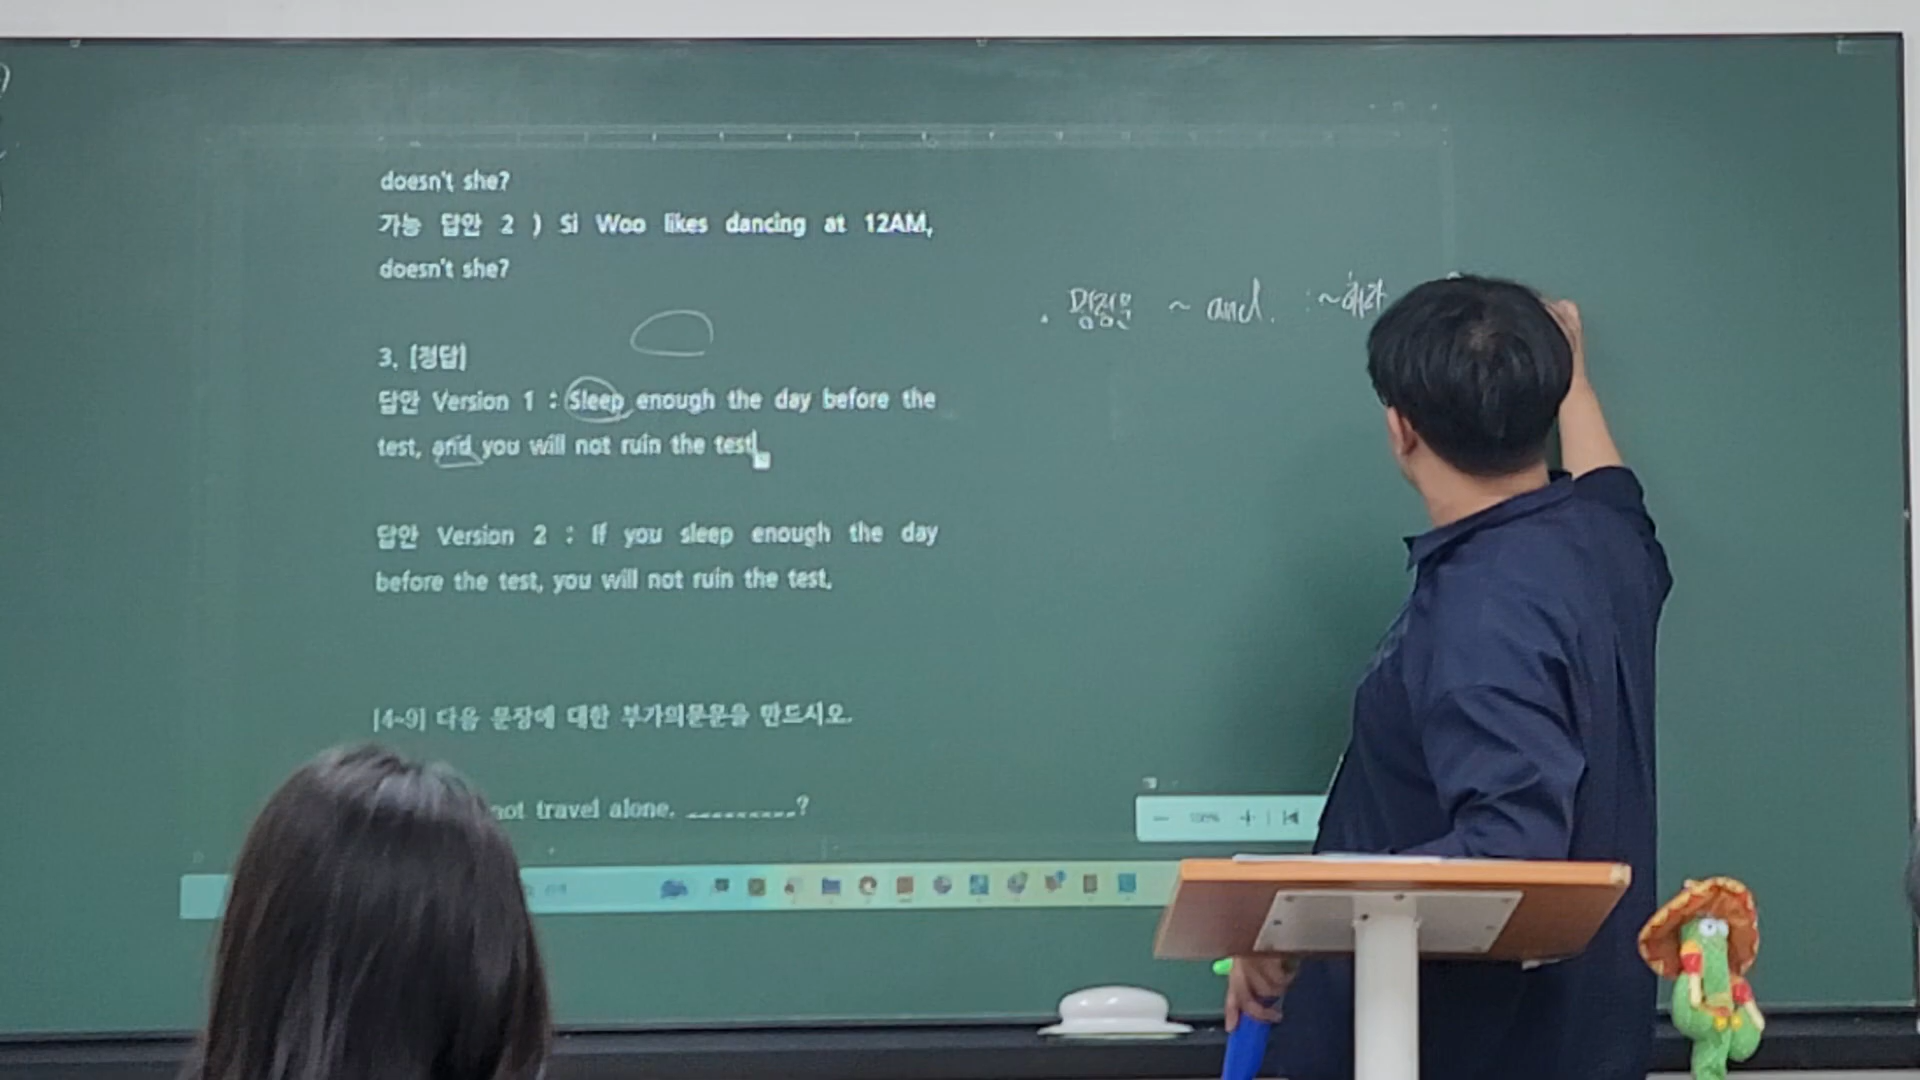 doesn't she?
가능 답안 2 ) Si Woo likes dancing at 12AM,
doesn't she?
3. [정답]
답안 Version 1 : Sleep enough the day before the
test, and you will not ruin the test
답안 Version 2 : If you sleep enough the day
before the test, you will not ruin the test.
[4-9] 다음 문장에 대한 부가의문문을 만드시오.
not travel alone. _________?
. 명령문 ~ and. : ~해라
100%